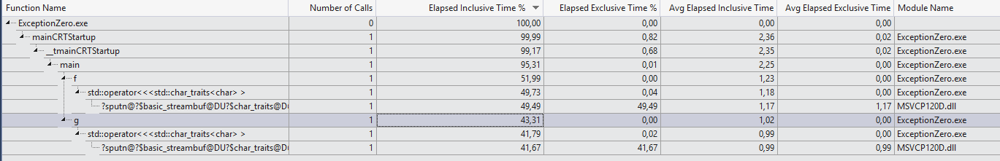 Function Name Number of Calls Elapsed Inclusive Time % Elapsed Exclusive Time % Avg Elapsed Inclusive Time Avg Elapsed Exclusive Time Module Name
ExceptionZero.exe 0 100,00 0,00 0,00 0,00
mainCRTStartup 1 99,99 0,82 2,36 0,02 ExceptionZero.exe
__tmainCRTStartup 1 99,17 0,68 2,35 0,02 ExceptionZero.exe
main 1 95,31 0,01 2,25 0,00 ExceptionZero.exe
f 1 51,99 0,00 1,23 0,00 ExceptionZero.exe
std::operator<<<std::char_traits<char> > 1 49,73 0,04 1,18 0,00 ExceptionZero.exe
?sputn@?$basic_streambuf@DU?$char_traits@D 1 49,49 49,49 1,17 1,17 MSVCP120D.dll
g 1 43,31 0,00 1,02 0,00 ExceptionZero.exe
std::operator<<<std::char_traits<char> > 1 41,79 0,02 0,99 0,00 ExceptionZero.exe
?sputn@?$basic_streambuf@DU?$char_traits@D 1 41,67 41,67 0,99 0,99 MSVCP120D.dll